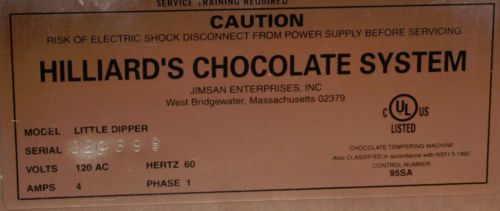 SERVICE TRAINING REQUIRED
CAUTION
RISK OF ELECTRIC SHOCK DISCONNECT FROM POWER SUPPLY BEFORE SERVICING
HILLIARD'S CHOCOLATE SYSTEM
JIMSAN ENTERPRISES, INC
West Bridgewater, Massachusetts 02379
C UL US
LISTED
MODEL LITTLE DIPPER
SERIAL
VOLTS 120 AC HERTZ 60
AMPS 4 PHASE 1
CHOCOLATE TEMPERING MACHINE
Also CLASSIFIED in accordance with NSF/
CONTROL NUMBER
95SA